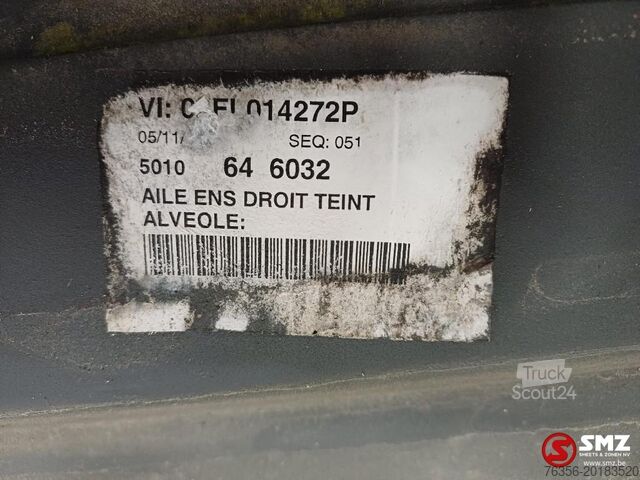 VI: 014272P
05/11/ SEQ: 051
5010 64 6032
AILE ENS DROIT TEINT
ALVEOLE:
Truck
Scout24
SMZ
SMEETS & ZONEN NV
www.smz.be
76356-20183520